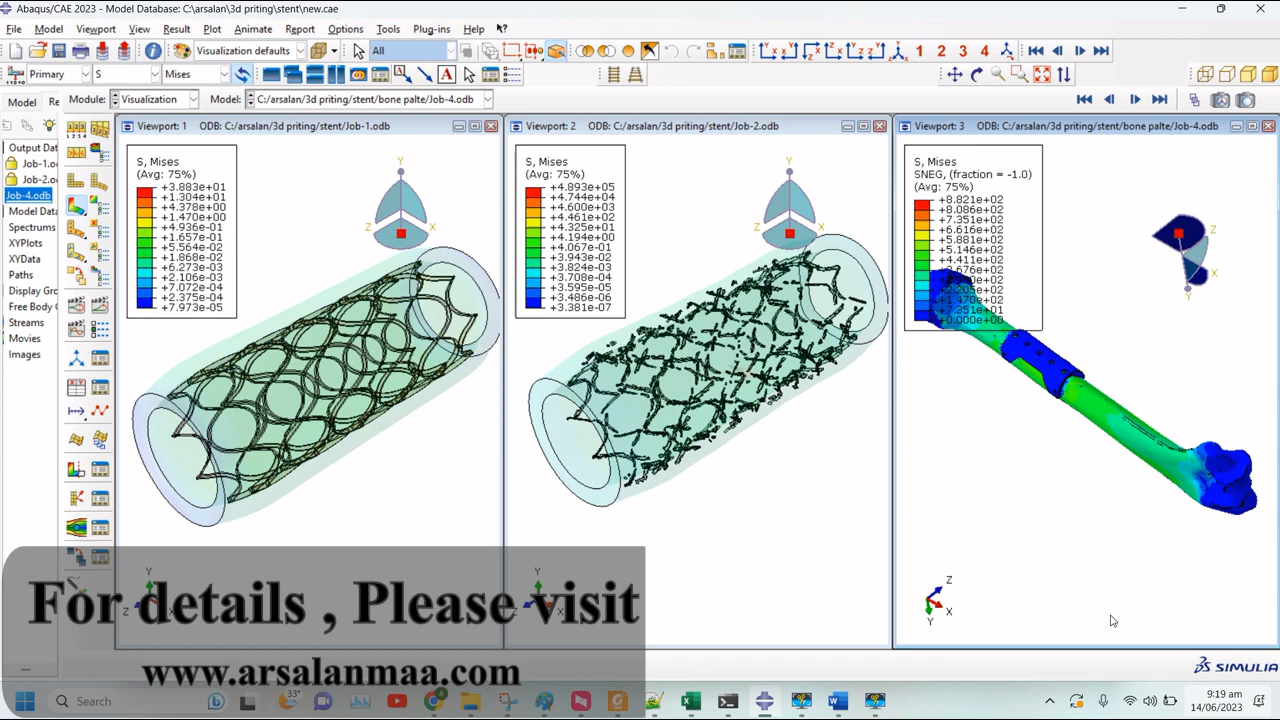 Abaqus/CAE 2023 - Model Database: C:\arsalan\3d priting\stent\new.cae
File Model Viewport View Result Plot Animate Report Options Tools Plug-ins Help
Visualization defaults All 1 2 3 4
Primary S Mises
Model Re Module: Visualization Model: C:/arsalan/3d priting/stent/bone palte/Job-4.odb
Output Dat
Job-1.o
Job-2.o
Job-4.odb
Model Dat
Spectrums
XYPlots
XYData
Paths
Display Gro
Free Body C
Streams
Movies
Images
Viewport: 1 ODB: C:/arsalan/3d priting/stent/Job-1.odb
S, Mises
(Avg: 75%)
+3.883e+01
+1.304e+01
+4.378e+00
+1.470e+00
+4.936e-01
+1.657e-01
+5.564e-02
+1.868e-02
+6.273e-03
+2.106e-03
+7.072e-04
+2.375e-04
+7.973e-05
Y
Z X
Viewport: 2 ODB: C:/arsalan/3d priting/stent/Job-2.o
S, Mises
(Avg: 75%)
+4.893e+05
+4.744e+04
+4.600e+03
+4.461e+02
+4.325e+01
+4.194e+00
+4.067e-01
+3.943e-02
+3.824e-03
+3.708e-04
+3.595e-05
+3.486e-06
+3.381e-07
Y
Z X
Viewport: 3 ODB: C:/arsalan/3d priting/stent/bone palte/Job-4.odb
S, Mises
SNEG, (fraction = -1.0)
(Avg: 75%)
+8.821e+02
+8.086e+02
+7.351e+02
+6.616e+02
+5.881e+02
+5.146e+02
+4.411e+02
+2.205e+02
+1.470e+02
+7.351e+01
+0.000e+00
Z
X
Y
Y
Z
Y
Z
X
Y
For details , Please visit
www.arsalanmaa.com
SIMULIA
Search
33°
9:19 am
14/06/2023